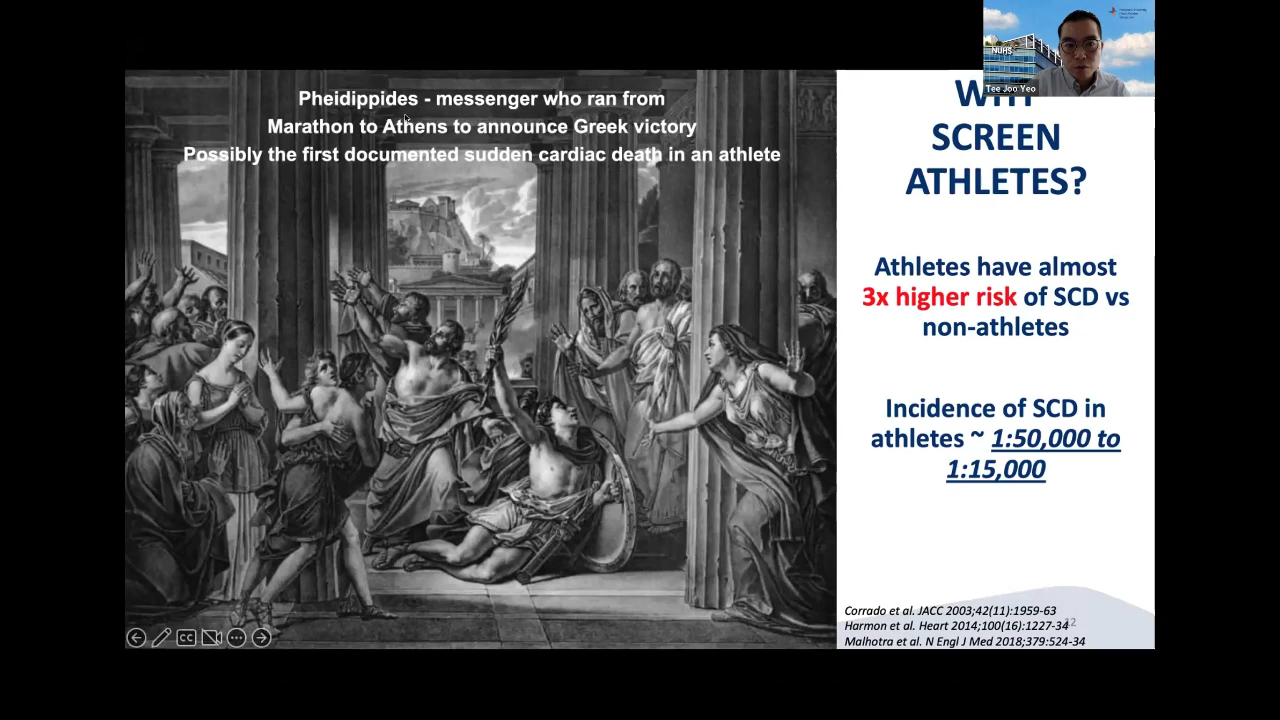 NUHS
Tee Joo Yeo
Pheidippides - messenger who ran from
Marathon to Athens to announce Greek victory
Possibly the first documented sudden cardiac death in an athlete
WHY
SCREEN
ATHLETES?
Athletes have almost
3x higher risk of SCD vs
non-athletes
Incidence of SCD in
athletes ~ 1:50,000 to
1:15,000
Corrado et al. JACC 2003;42(11):1959-63
Harmon et al. Heart 2014;100(16):1227-34
Malhotra et al. N Engl J Med 2018;379:524-34
CC